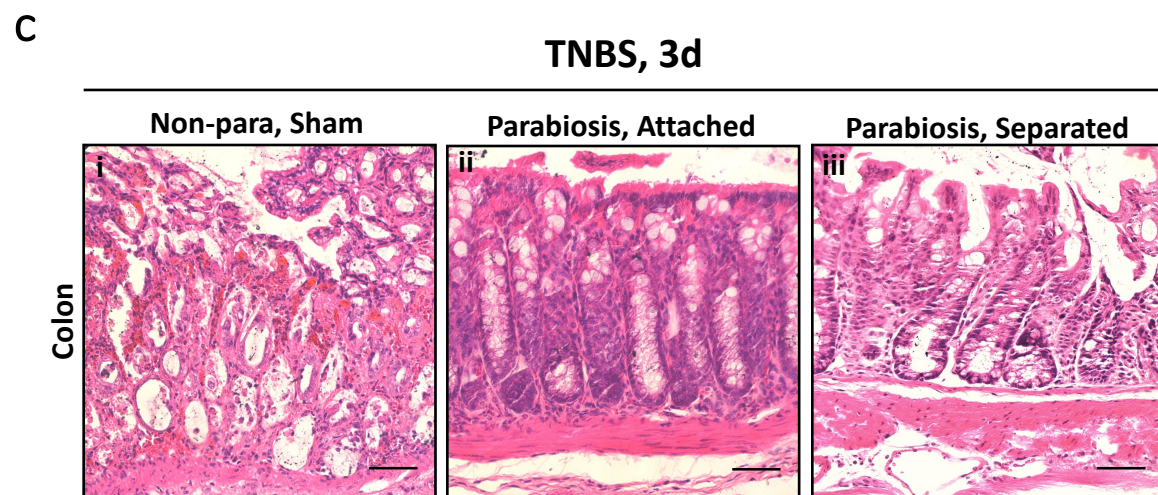 C
TNBS, 3d
Non-para, Sham
Parabiosis, Attached
Parabiosis, Separated
i
ii
iii
Colon